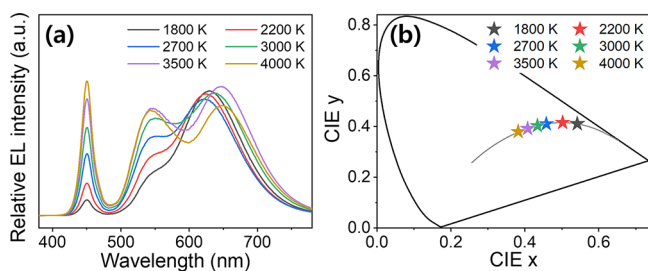 (a)
1800 K 2200 K
2700 K 3000 K
3500 K 4000 K
Relative EL intensity (a.u.)
400 500 600 700
Wavelength (nm)
(b)
1800 K 2200 K
2700 K 3000 K
3500 K 4000 K
CIE y
0.8
0.6
0.4
0.2
0.0
0.0 0.2 0.4 0.6
CIE x